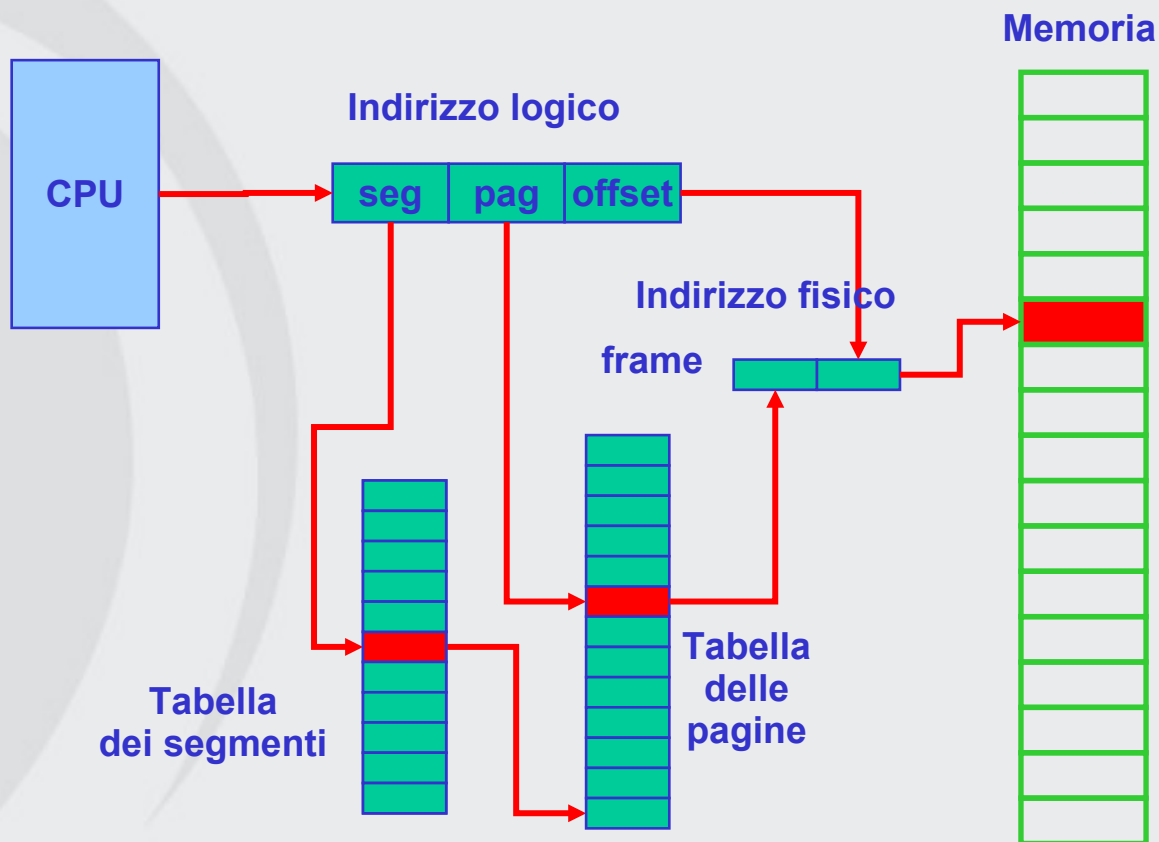 Memoria
Indirizzo logico
CPU
seg pag offset
Indirizzo fisico
frame
Tabella
dei segmenti
Tabella
delle
pagine